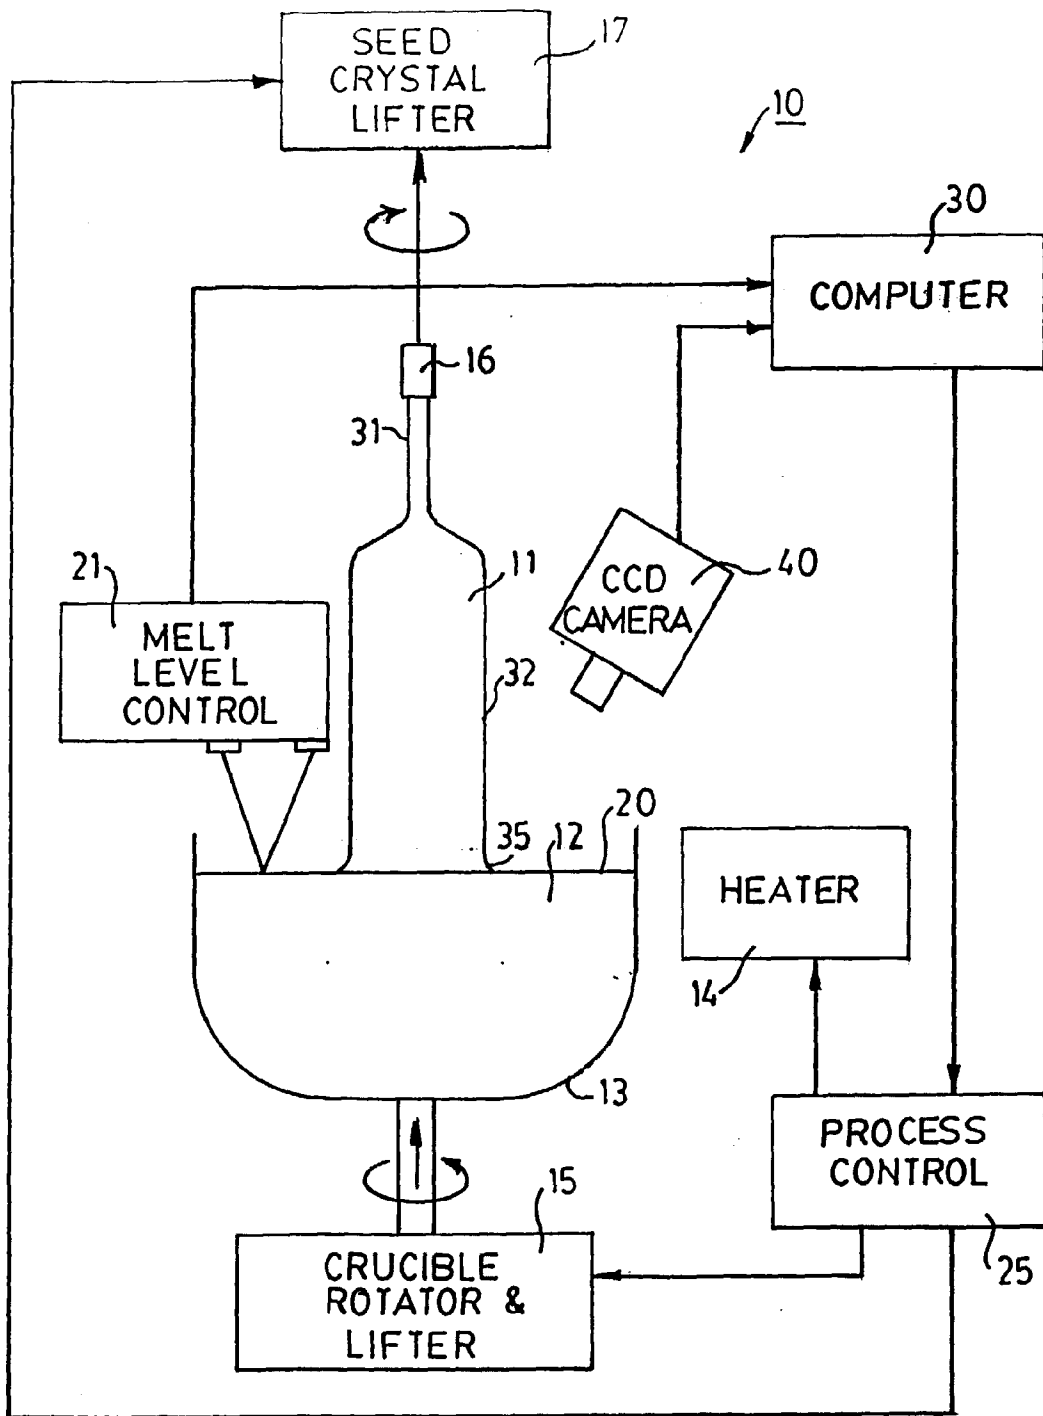 SEED
CRYSTAL
LIFTER
17
10
30
COMPUTER
16
31
11
21
MELT
LEVEL
CONTROL
CCD
CAMERA
40
32
35
12
20
HEATER
14
13
PROCESS
CONTROL
25
15
CRUCIBLE
ROTATOR &
LIFTER